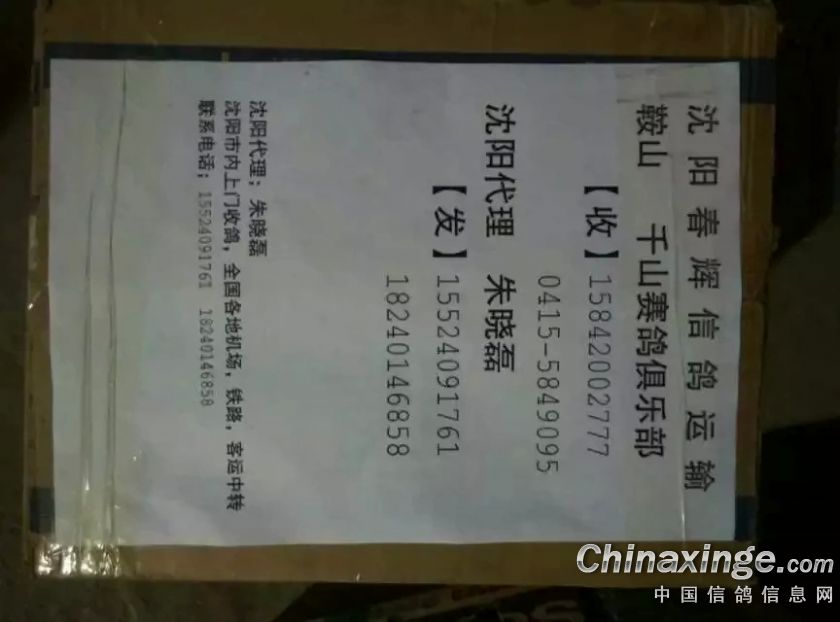 沈阳春辉信鸽运输
鞍山 千山赛鸽俱乐部
【收】15842002777
0415-5849095
沈阳代理 朱晓磊
【发】15524091761
18240146858
沈阳代理：朱晓磊
沈阳市内上门收鸽，全国各地机场，铁路，客运中转
联系电话：15524091761 18240146858
Chinaxinge.com
中国信鸽信息网